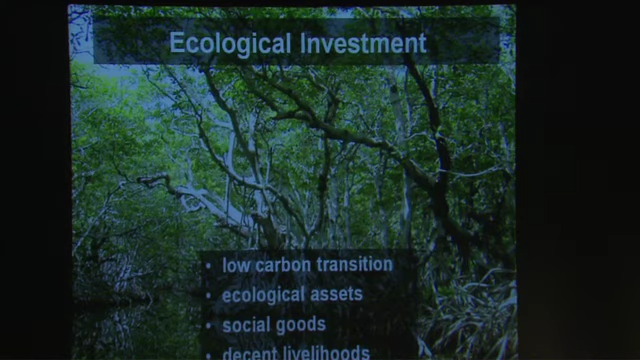 Ecological Investment
• low carbon transition
• ecological assets
• social goods
• decent livelihoods